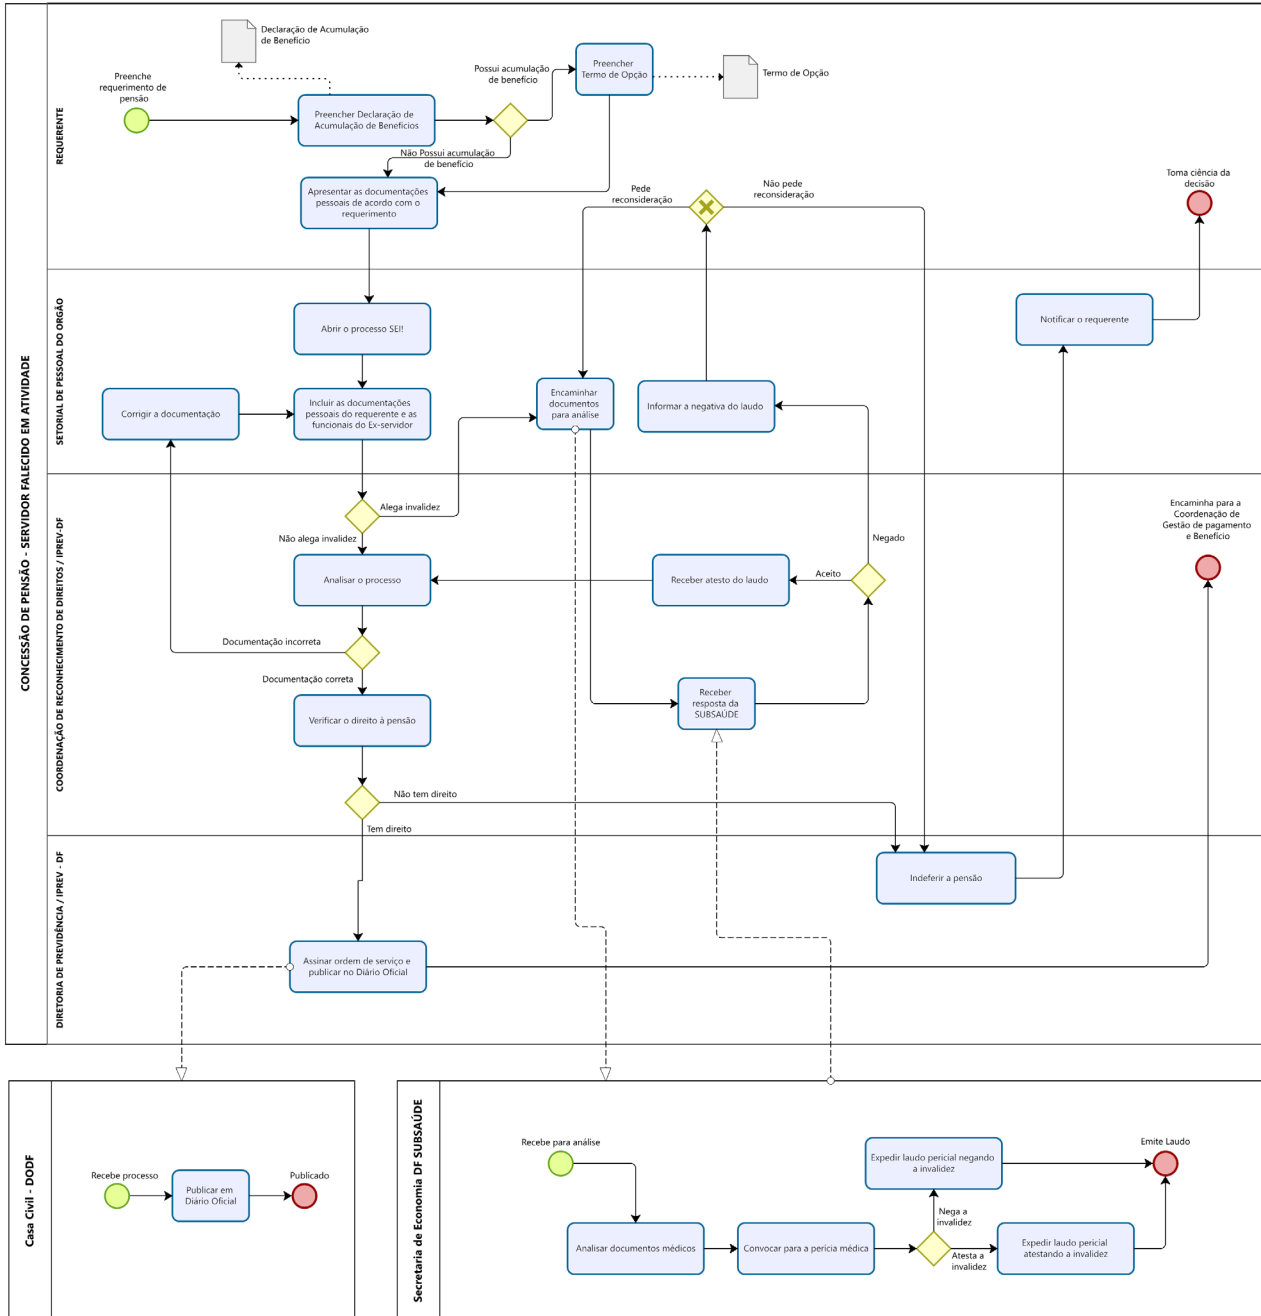 CONCESSÃO DE PENSÃO - SERVIDOR FALECIDO EM ATIVIDADE
REQUERENTE
Declaração de Acumulação
de Benefício
Preenche
requerimento de
pensão
Preencher Declaração de
Acumulação de Benefícios
Possui acumulação
de benefício
Preencher
Termo de Opção
Termo de Opção
Não Possui acumulação
de benefício
Apresentar as documentações
pessoais de acordo com o
requerimento
Pede
reconsideração
Não pede
reconsideração
Toma ciência da
decisão
SETORIAL DE PESSOAL DO ORGÃO
Abrir o processo SEI!
Notificar o requerente
Corrigir a documentação
Incluir as documentações
pessoais do requerente e as
funcionais do Ex-servidor
Encaminhar
documentos
para análise
Informar a negativa do laudo
COORDENAÇÃO DE RECONHECIMENTO DE DIREITOS / IPREV-DF
Alega invalidez
Não alega invalidez
Analisar o processo
Receber atesto do laudo
Aceito
Negado
Encaminha para a
Coordenação de
Gestão de pagamento
e Benefício
Documentação incorreta
Documentação correta
Verificar o direito à pensão
Receber
resposta da
SUBSAÚDE
Não tem direito
Tem direito
DIRETORIA DE PREVIDÊNCIA / IPREV - DF
Indeferir a pensão
Assinar ordem de serviço e
publicar no Diário Oficial
Casa Civil - DODF
Recebe processo
Publicar em
Diário Oficial
Publicado
Secretaria de Economia DF SUBSAÚDE
Recebe para análise
Analisar documentos médicos
Convocar para a perícia médica
Expedir laudo pericial negando
a invalidez
Nega a
invalidez
Atesta a
invalidez
Expedir laudo pericial
atestando a invalidez
Emite Laudo